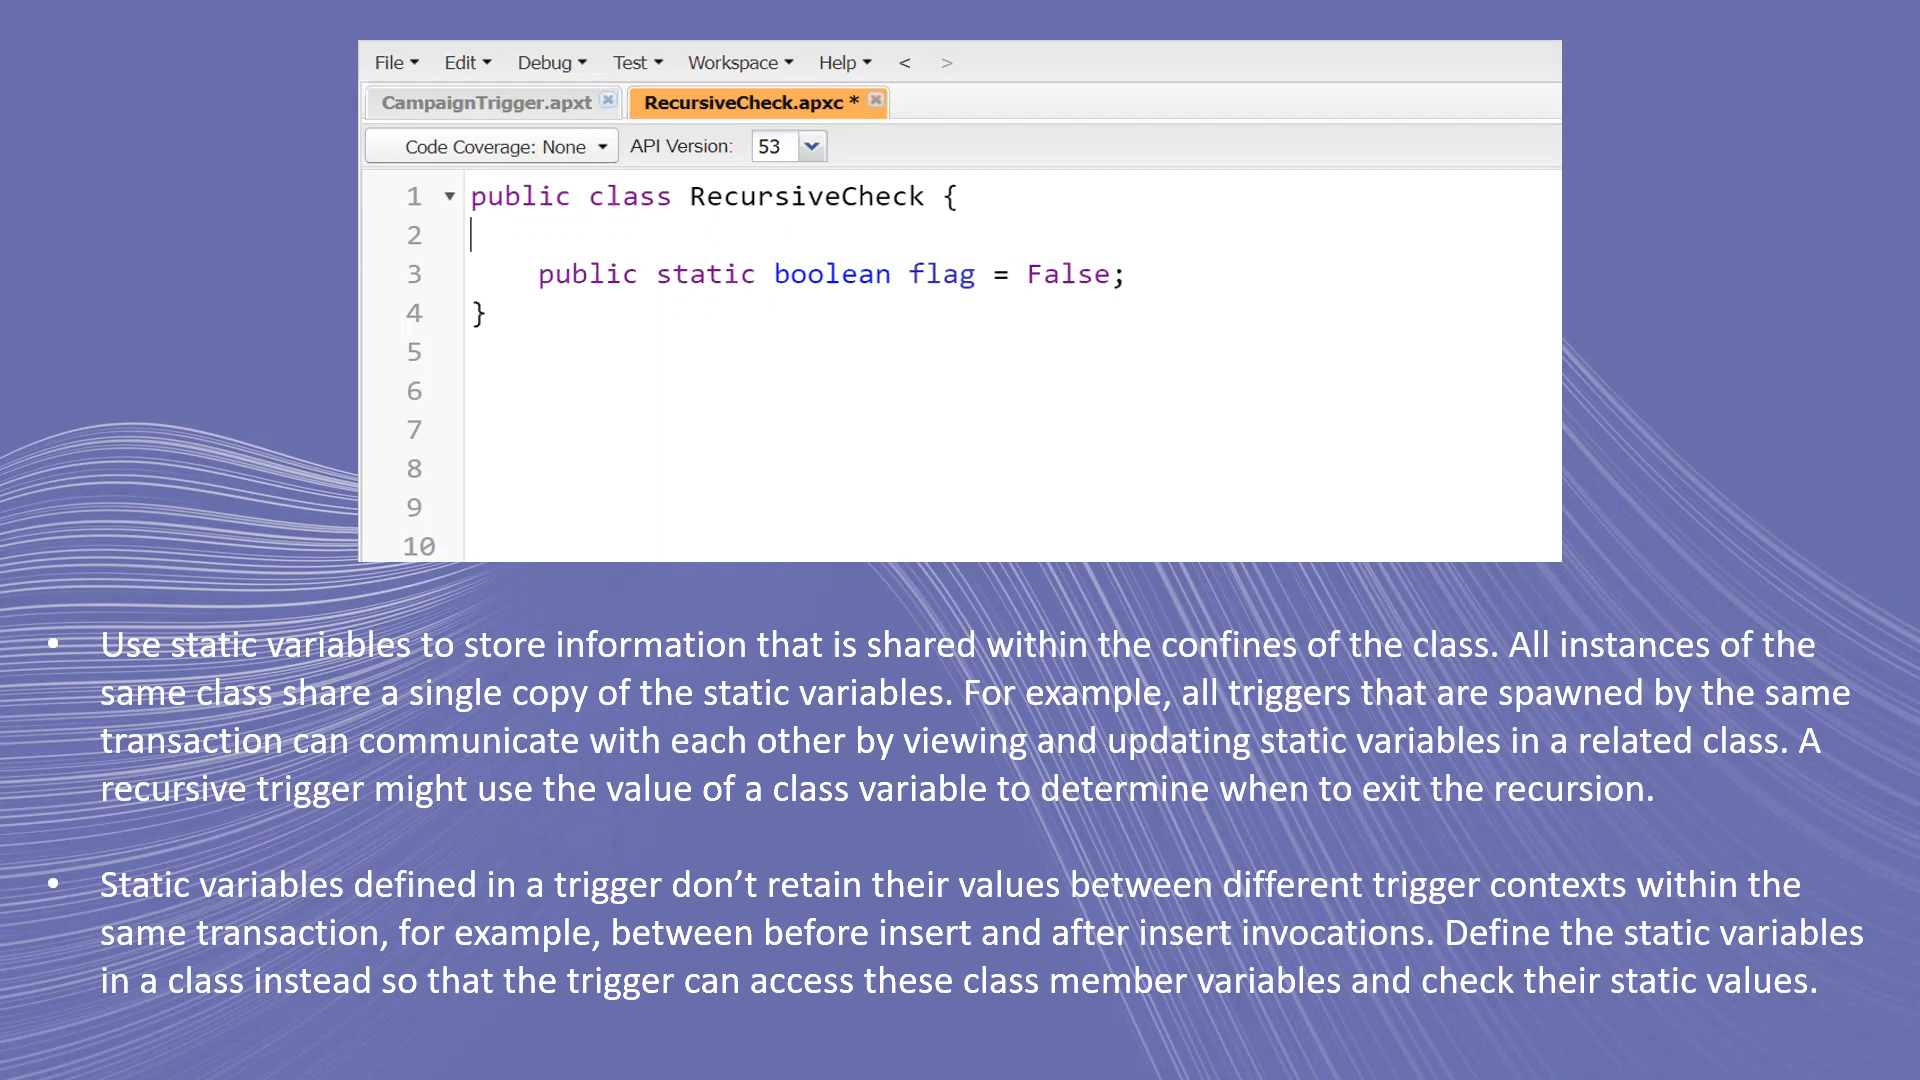 File Edit Debug Test Workspace Help < >
CampaignTrigger.apxt RecursiveCheck.apxc *
Code Coverage: None API Version: 53
1 public class RecursiveCheck {
2
3 public static boolean flag = False;
4 }
5
6
7
8
9
10
• Use static variables to store information that is shared within the confines of the class. All instances of the
same class share a single copy of the static variables. For example, all triggers that are spawned by the same
transaction can communicate with each other by viewing and updating static variables in a related class. A
recursive trigger might use the value of a class variable to determine when to exit the recursion.
• Static variables defined in a trigger don’t retain their values between different trigger contexts within the
same transaction, for example, between before insert and after insert invocations. Define the static variables
in a class instead so that the trigger can access these class member variables and check their static values.